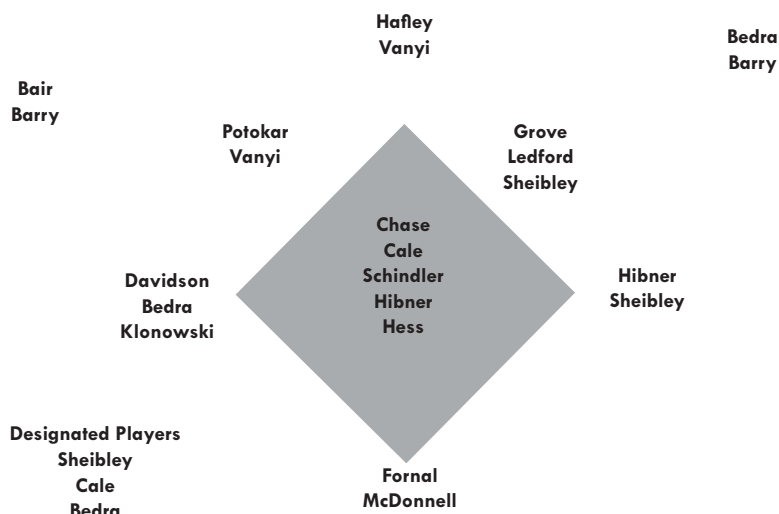 Hafley
Vanyi
Bedra
Barry
Bair
Barry
Potokar
Vanyi
Grove
Ledford
Sheibley
Chase
Cale
Schindler
Hibner
Hess
Davidson
Bedra
Klonowski
Hibner
Sheibley
Designated Players
Sheibley
Cale
Bedra
Fornal
McDonnell